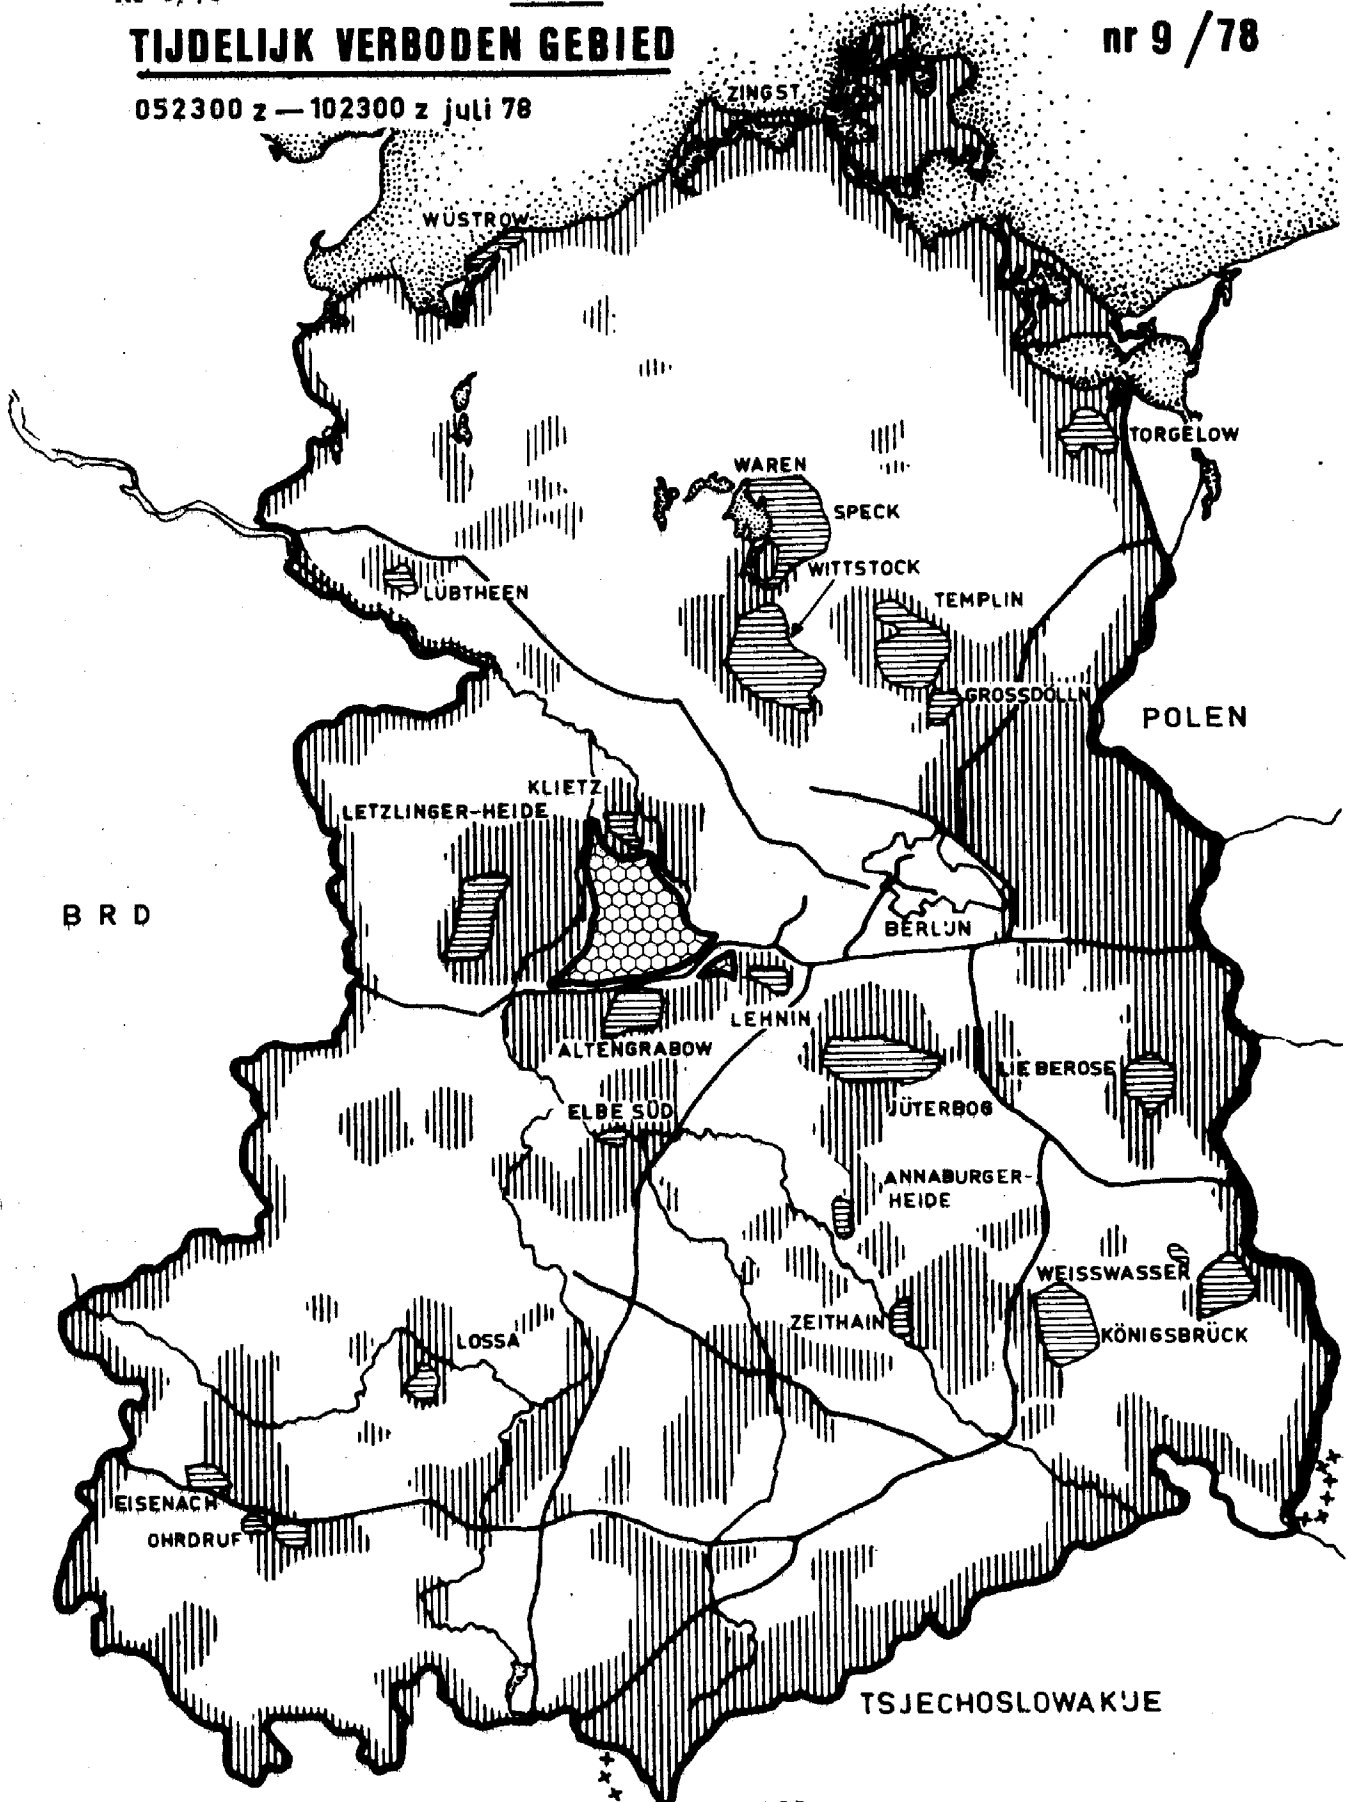 TIJDELIJK VERBODEN GEBIED
nr 9/78
052300 z — 102300 z juli 78
ZINGST
WUSTROW
TORGELOW
WAREN
SPECK
WITTSTOCK
LÜBTHEEN
TEMPLIN
GROSSDÖLLN
POLEN
KLIETZ
LETZLINGER-HEIDE
BRD
BERLIJN
LEHNIN
ALTENGRABOW
LIEBEROSE
ELBE SÜD
JÜTERBOG
ANNABURGER-
HEIDE
WEISSWASSER
ZEITHAIN
KÖNIGSBRÜCK
LOSSA
EISENACH
OHRDRUF
TSJECHOSLOWAKIJE